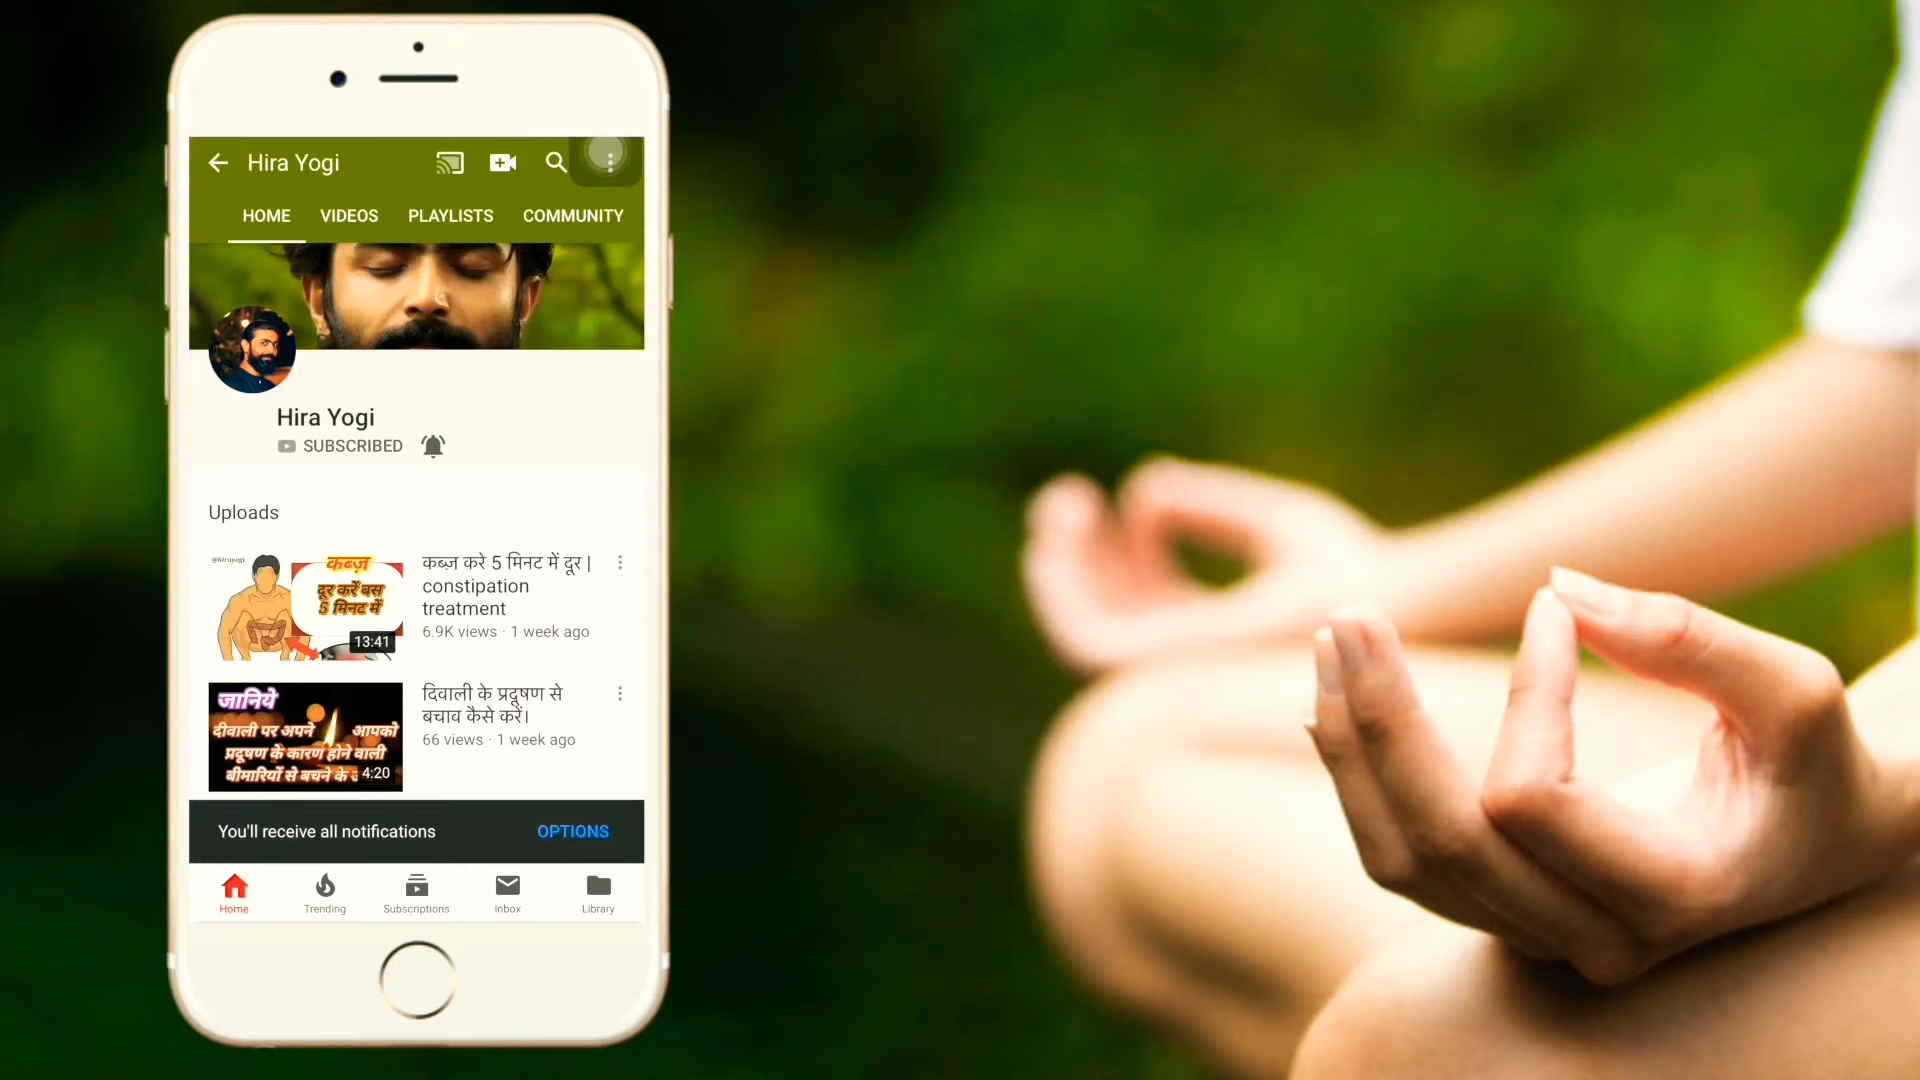 Hira Yogi
HOME VIDEOS PLAYLISTS COMMUNITY
Hira Yogi
SUBSCRIBED
Uploads
@hirayogi
कब्ज़
दूर करें बस
5 मिनट में
13:41
कब्ज़ करे 5 मिनट में दूर |
constipation
treatment
6.9K views · 1 week ago
जानिये
दीवाली पर अपने आपको
प्रदूषण के कारण होने वाली
बीमारियों से बचने के
4:20
दिवाली के प्रदूषण से
बचाव कैसे करें।
66 views · 1 week ago
You'll receive all notifications OPTIONS
Home Trending Subscriptions Inbox Library